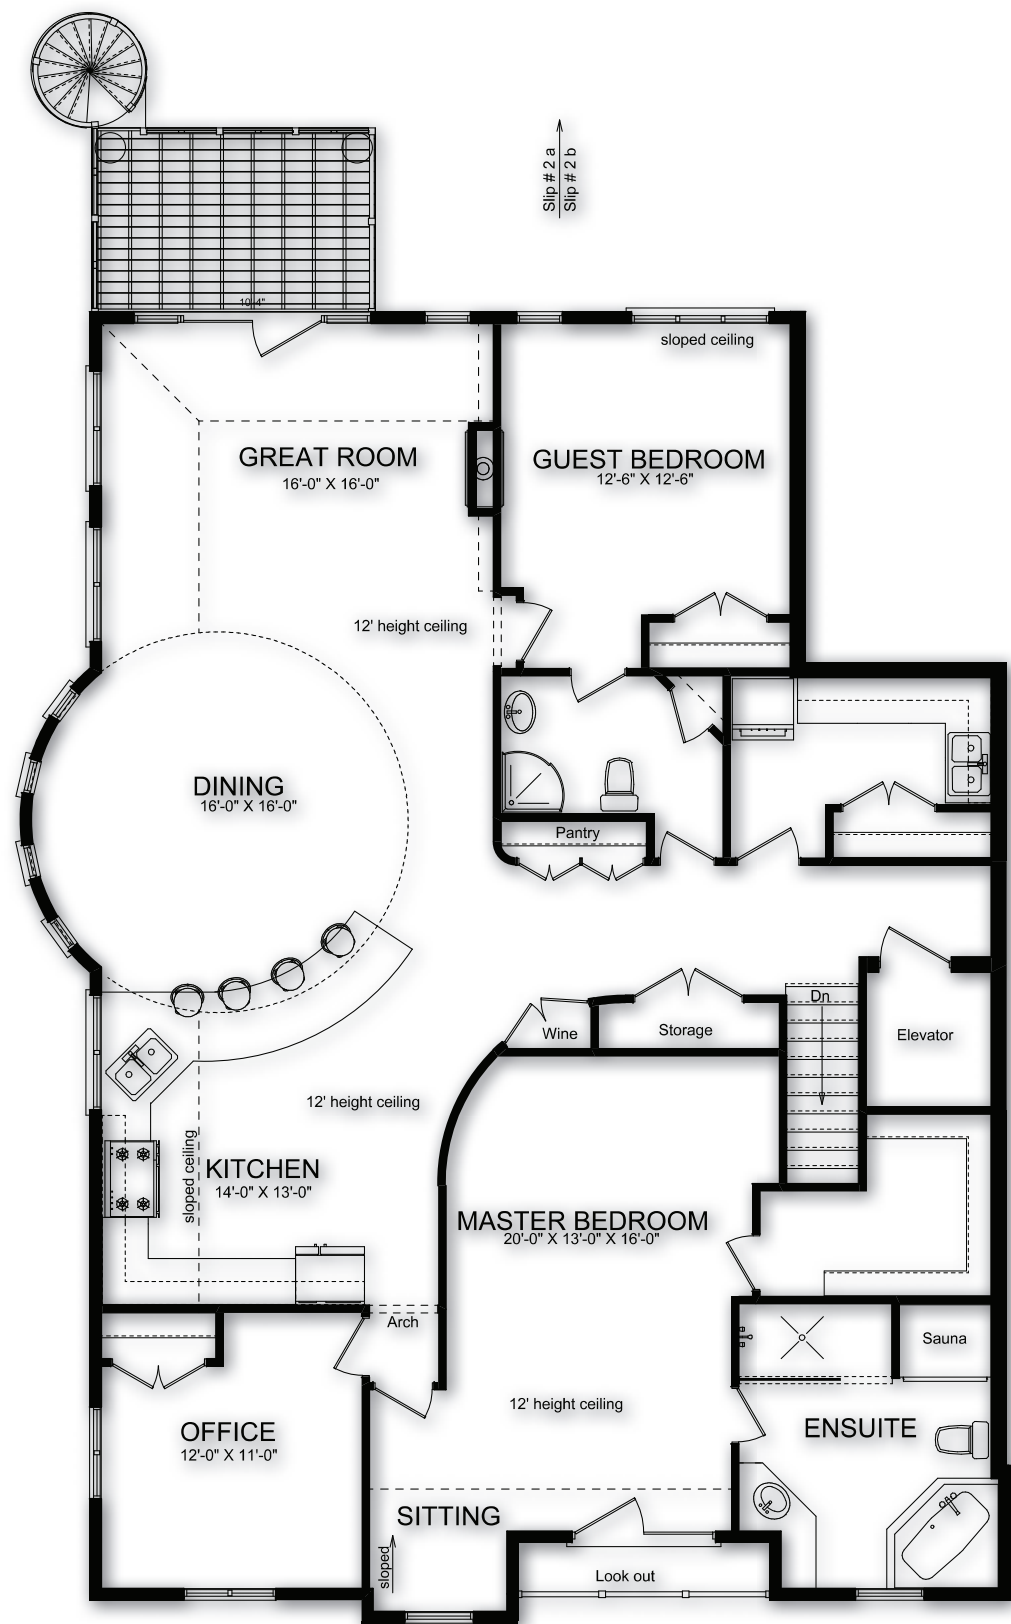 Slip # 2 a
Slip # 2 b
10'-4"
sloped ceiling
GREAT ROOM
16'-0" X 16'-0"
GUEST BEDROOM
12'-6" X 12'-6"
12' height ceiling
DINING
16'-0" X 16'-0"
Pantry
Dn
Wine
Storage
Elevator
12' height ceiling
sloped ceiling
KITCHEN
14'-0" X 13'-0"
MASTER BEDROOM
20'-0" X 13'-0" X 16'-0"
Arch
Sauna
12' height ceiling
OFFICE
12'-0" X 11'-0"
ENSUITE
SITTING
sloped
Look out